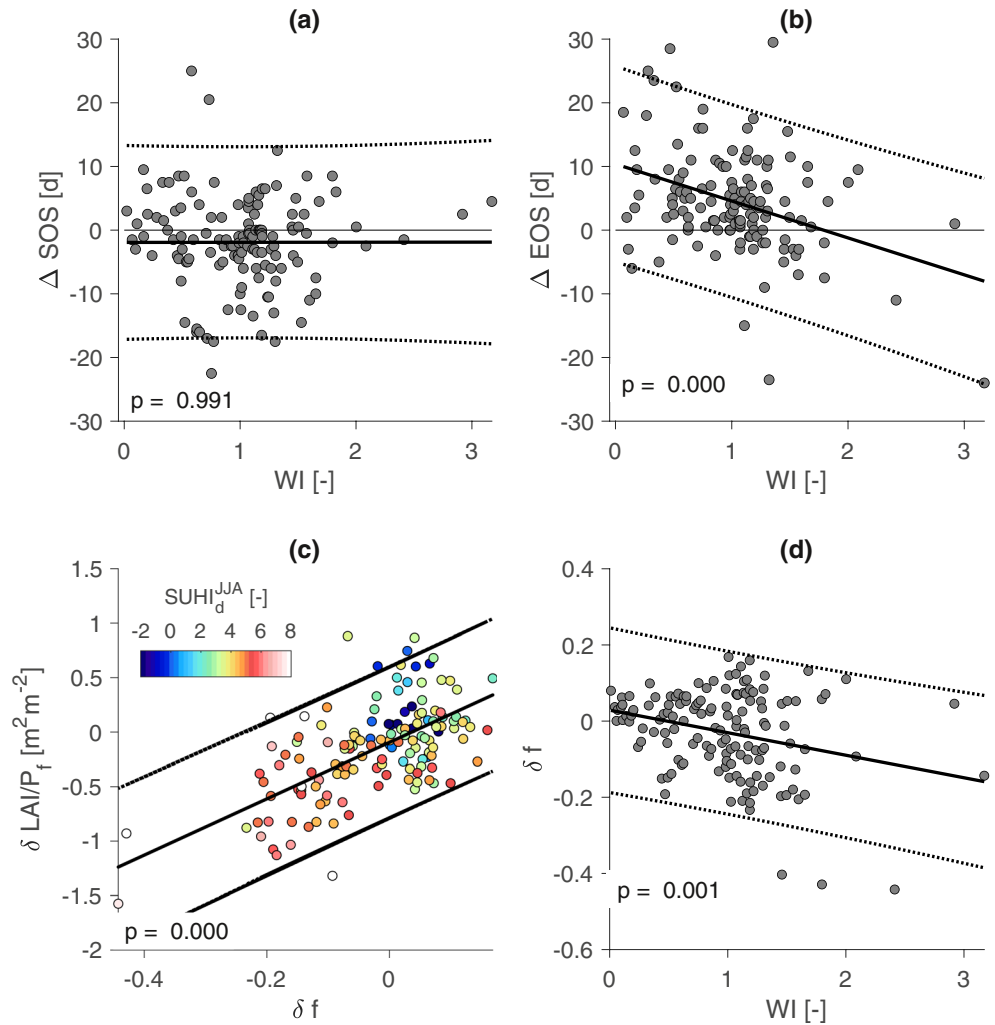 (a)
30
20
10
0
-10
-20
-30
Δ SOS [d]
p = 0.991
0 1 2 3
WI [-]
(b)
30
20
10
0
-10
-20
-30
Δ EOS [d]
p = 0.000
0 1 2 3
WI [-]
(c)
1.5
1
0.5
0
-0.5
-1
-1.5
-2
δ LAI/P_f [m² m⁻²]
SUHI_d^JJA [-]
-2 0 2 4 6 8
p = 0.000
-0.4 -0.2 0
δ f
(d)
0.4
0.2
0
-0.2
-0.4
-0.6
δ f
p = 0.001
0 1 2 3
WI [-]